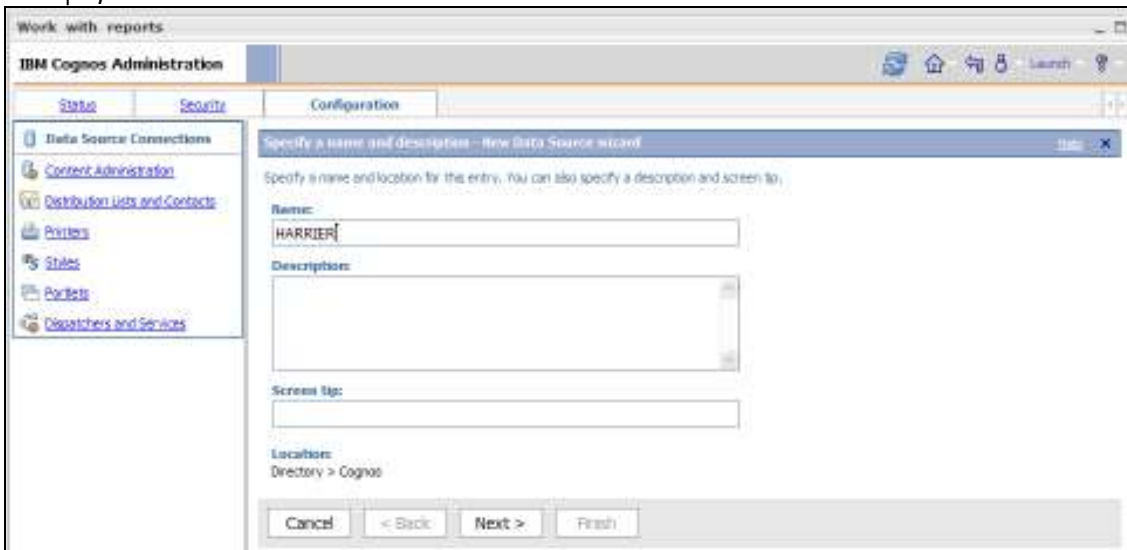 Work with reports
IBM Cognos Administration
Launch
Status
Security
Configuration
Data Source Connections
Content Administration
Distribution Lists and Contacts
Printers
Styles
Portlets
Dispatchers and Services
Specify a name and description - New Data Source wizard
Help
Specify a name and location for this entry. You can also specify a description and screen tip.
Name:
HARRIER
Description:
Screen tip:
Location:
Directory > Cognos
Cancel
< Back
Next >
Finish